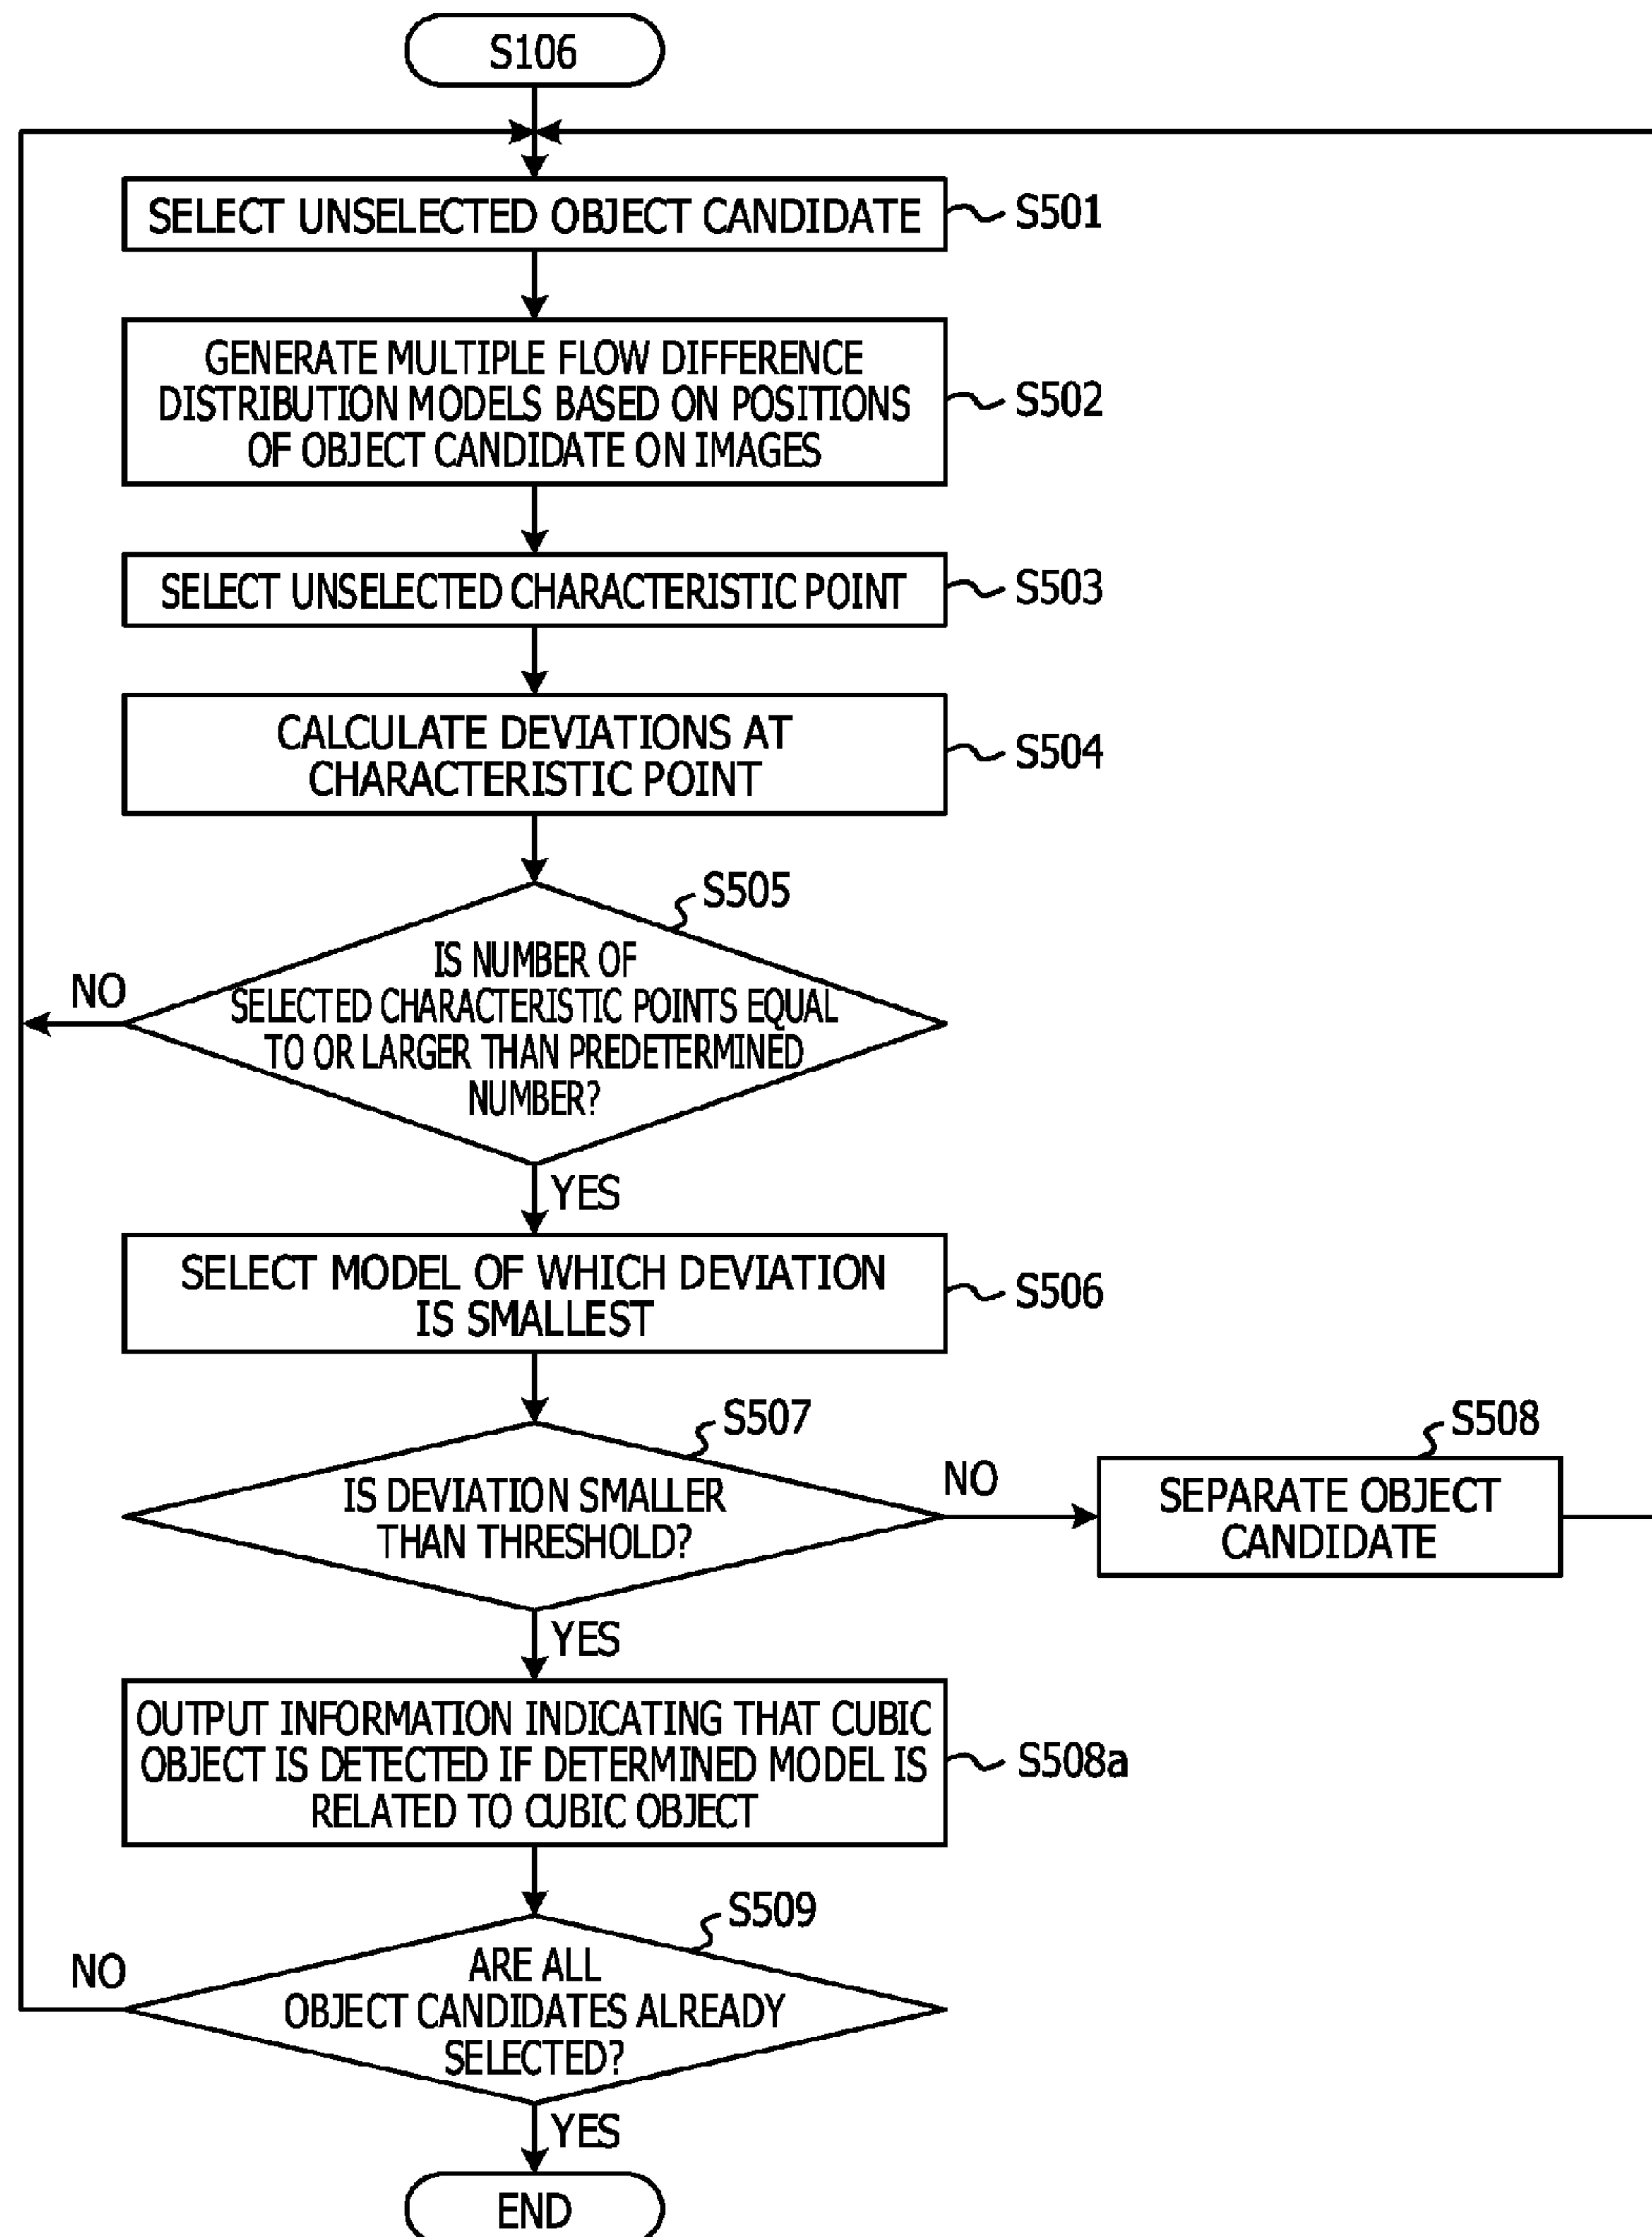 S106
SELECT UNSELECTED OBJECT CANDIDATE
S501
GENERATE MULTIPLE FLOW DIFFERENCE
DISTRIBUTION MODELS BASED ON POSITIONS
OF OBJECT CANDIDATE ON IMAGES
S502
SELECT UNSELECTED CHARACTERISTIC POINT
S503
CALCULATE DEVIATIONS AT
CHARACTERISTIC POINT
S504
S505
IS NUMBER OF
SELECTED CHARACTERISTIC POINTS EQUAL
TO OR LARGER THAN PREDETERMINED
NUMBER?
NO
YES
SELECT MODEL OF WHICH DEVIATION
IS SMALLEST
S506
S507
IS DEVIATION SMALLER
THAN THRESHOLD?
NO
S508
SEPARATE OBJECT
CANDIDATE
YES
OUTPUT INFORMATION INDICATING THAT CUBIC
OBJECT IS DETECTED IF DETERMINED MODEL IS
RELATED TO CUBIC OBJECT
S508a
S509
ARE ALL
OBJECT CANDIDATES ALREADY
SELECTED?
NO
YES
END